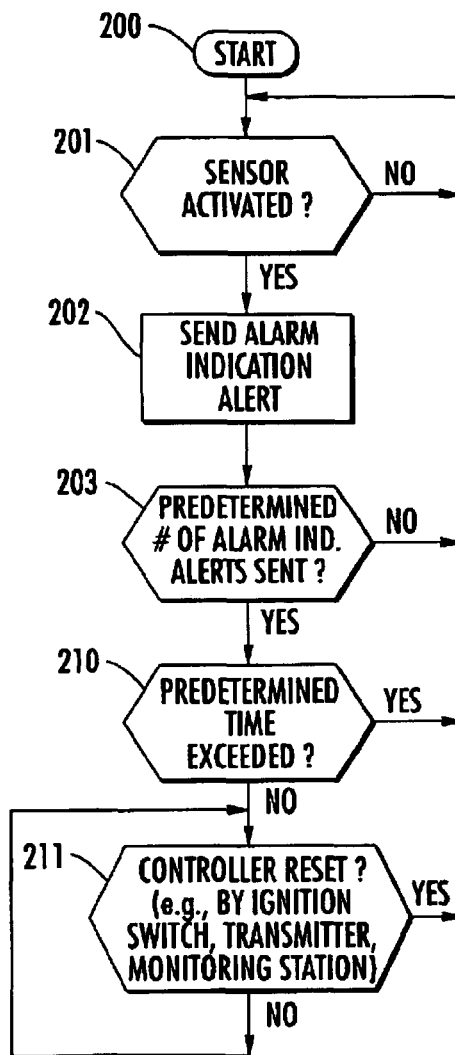 200
START
201
SENSOR
ACTIVATED ?
NO
YES
202
SEND ALARM
INDICATION
ALERT
203
PREDETERMINED
# OF ALARM IND.
ALERTS SENT ?
NO
YES
210
PREDETERMINED
TIME
EXCEEDED ?
YES
NO
211
CONTROLLER RESET ?
(e.g., BY IGNITION
SWITCH, TRANSMITTER,
MONITORING STATION)
YES
NO